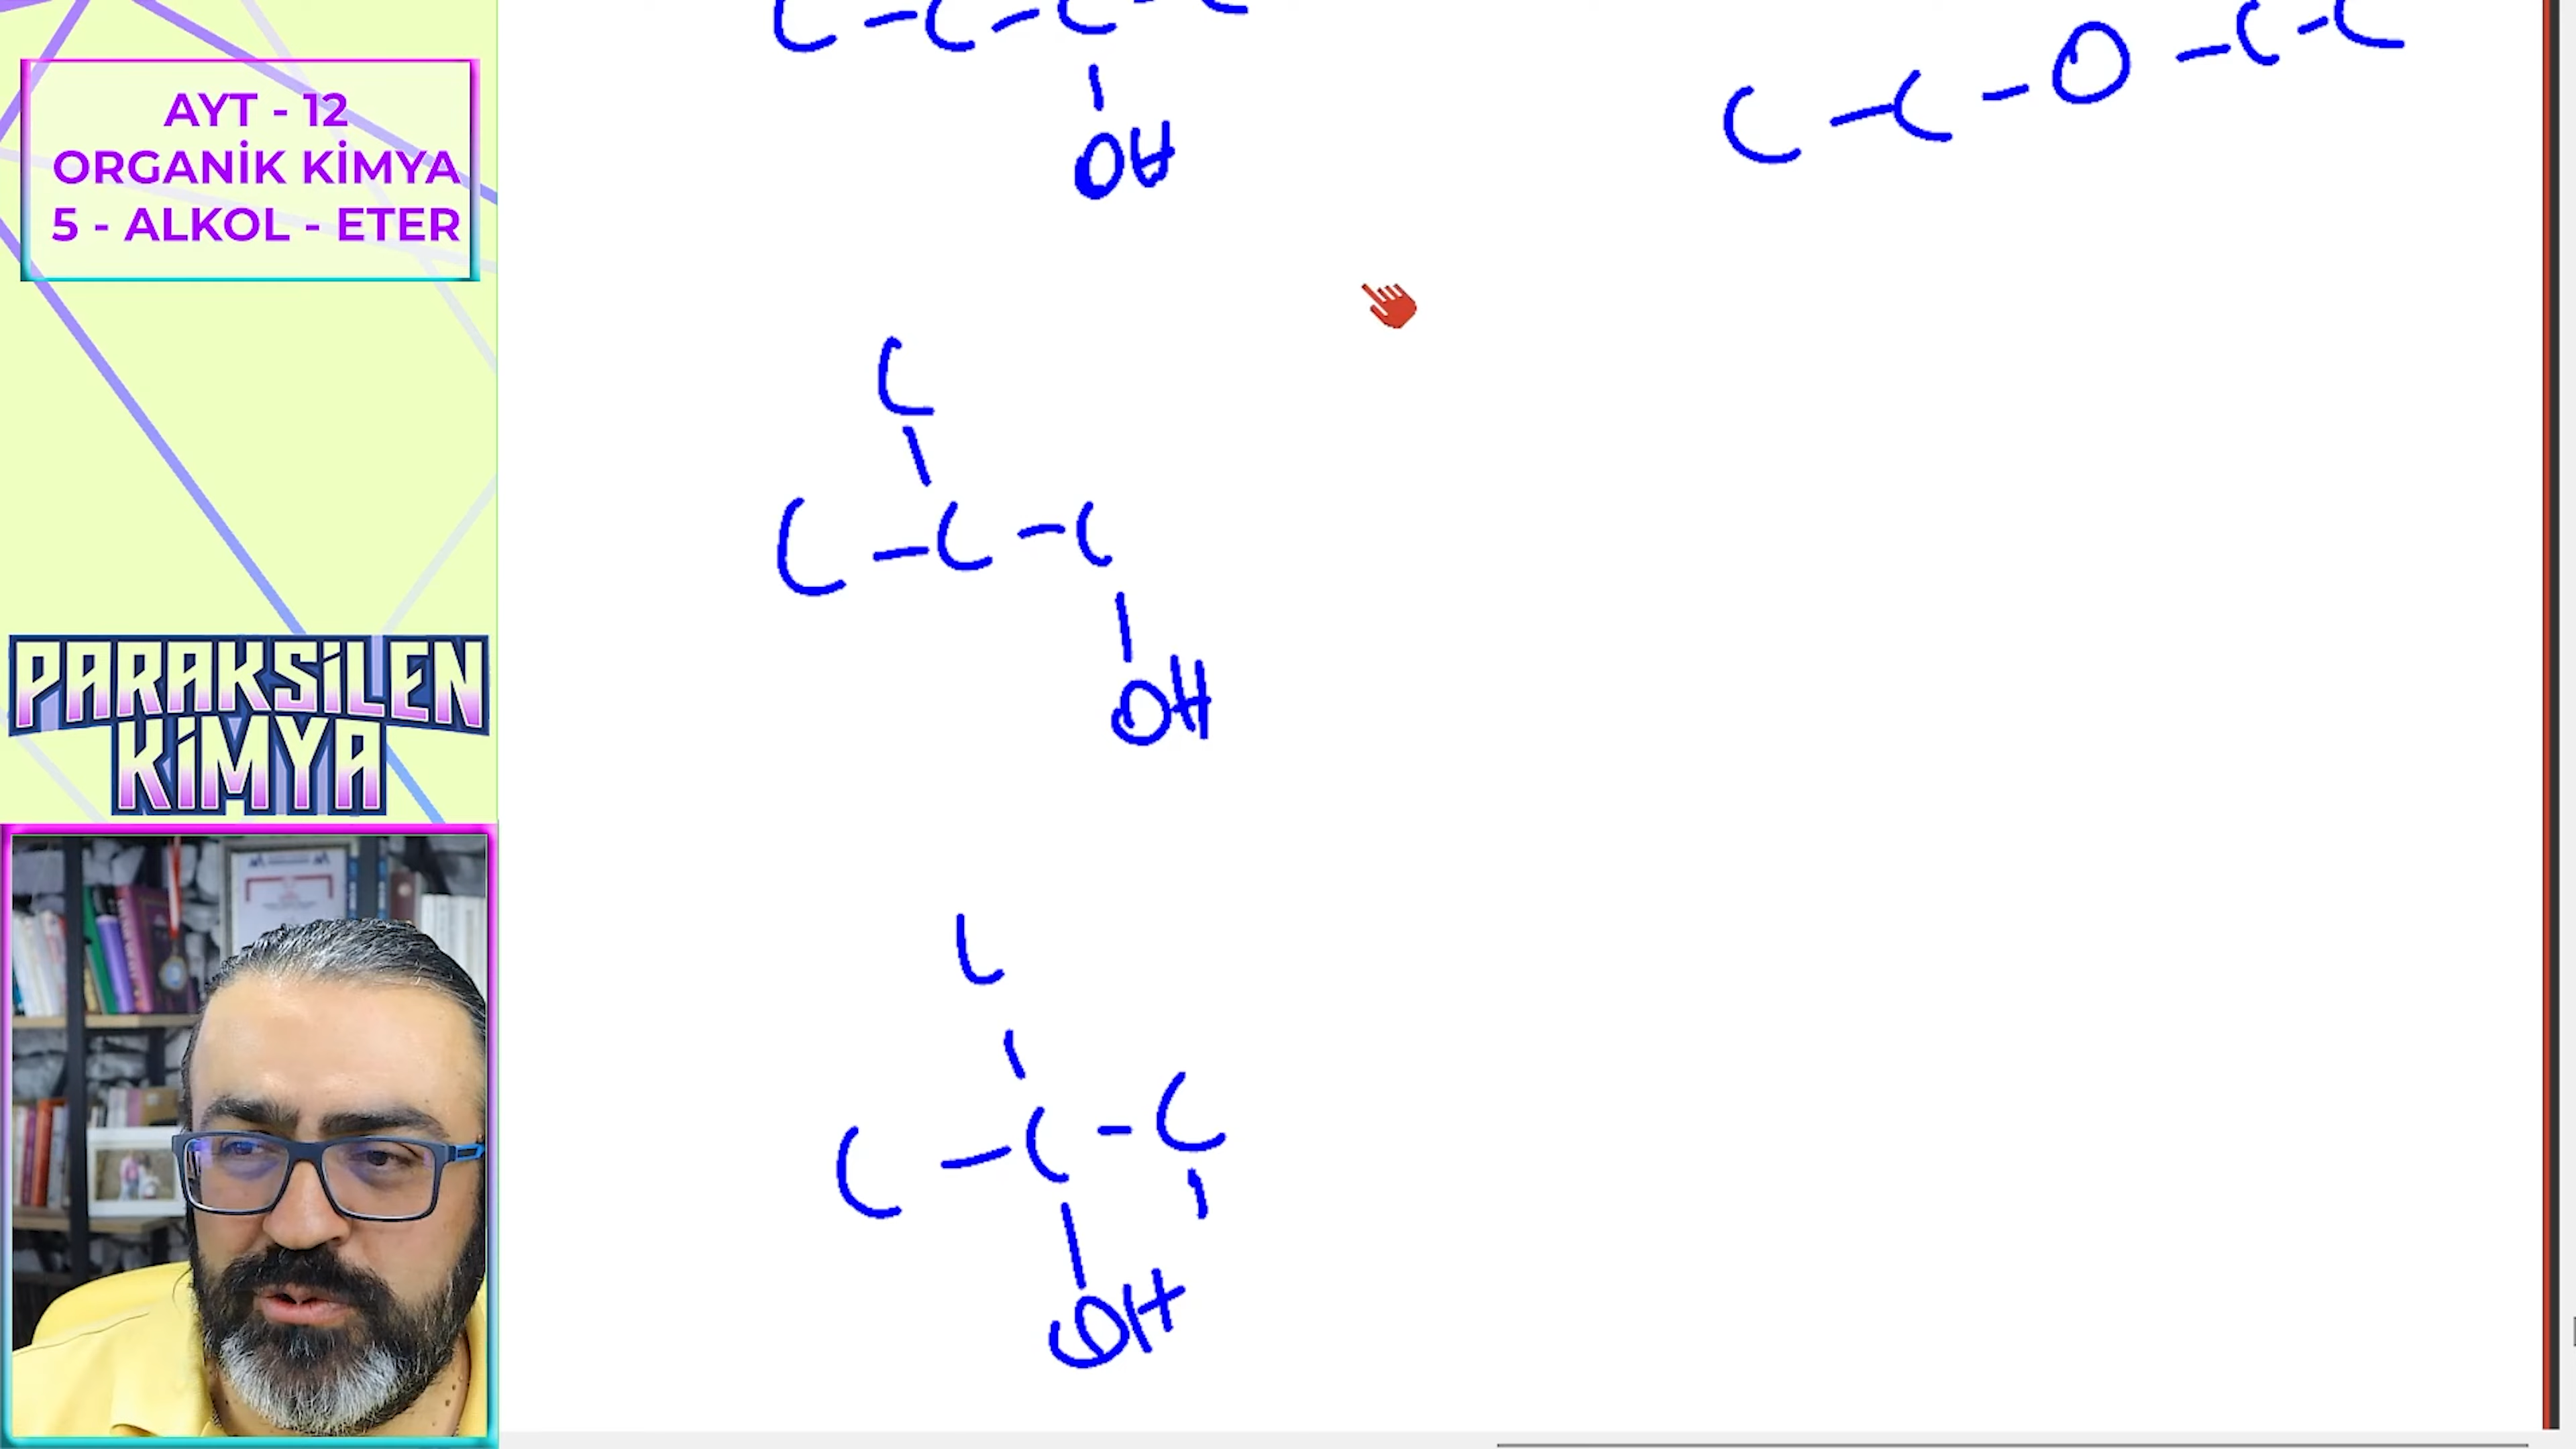 AYT - 12
ORGANİK KİMYA
5 - ALKOL - ETER
PARAKSİLEN
KİMYA
C - C - C - C
OH
C - C - O - C - C
C
C - C - C
OH
C
C - C - C
OH